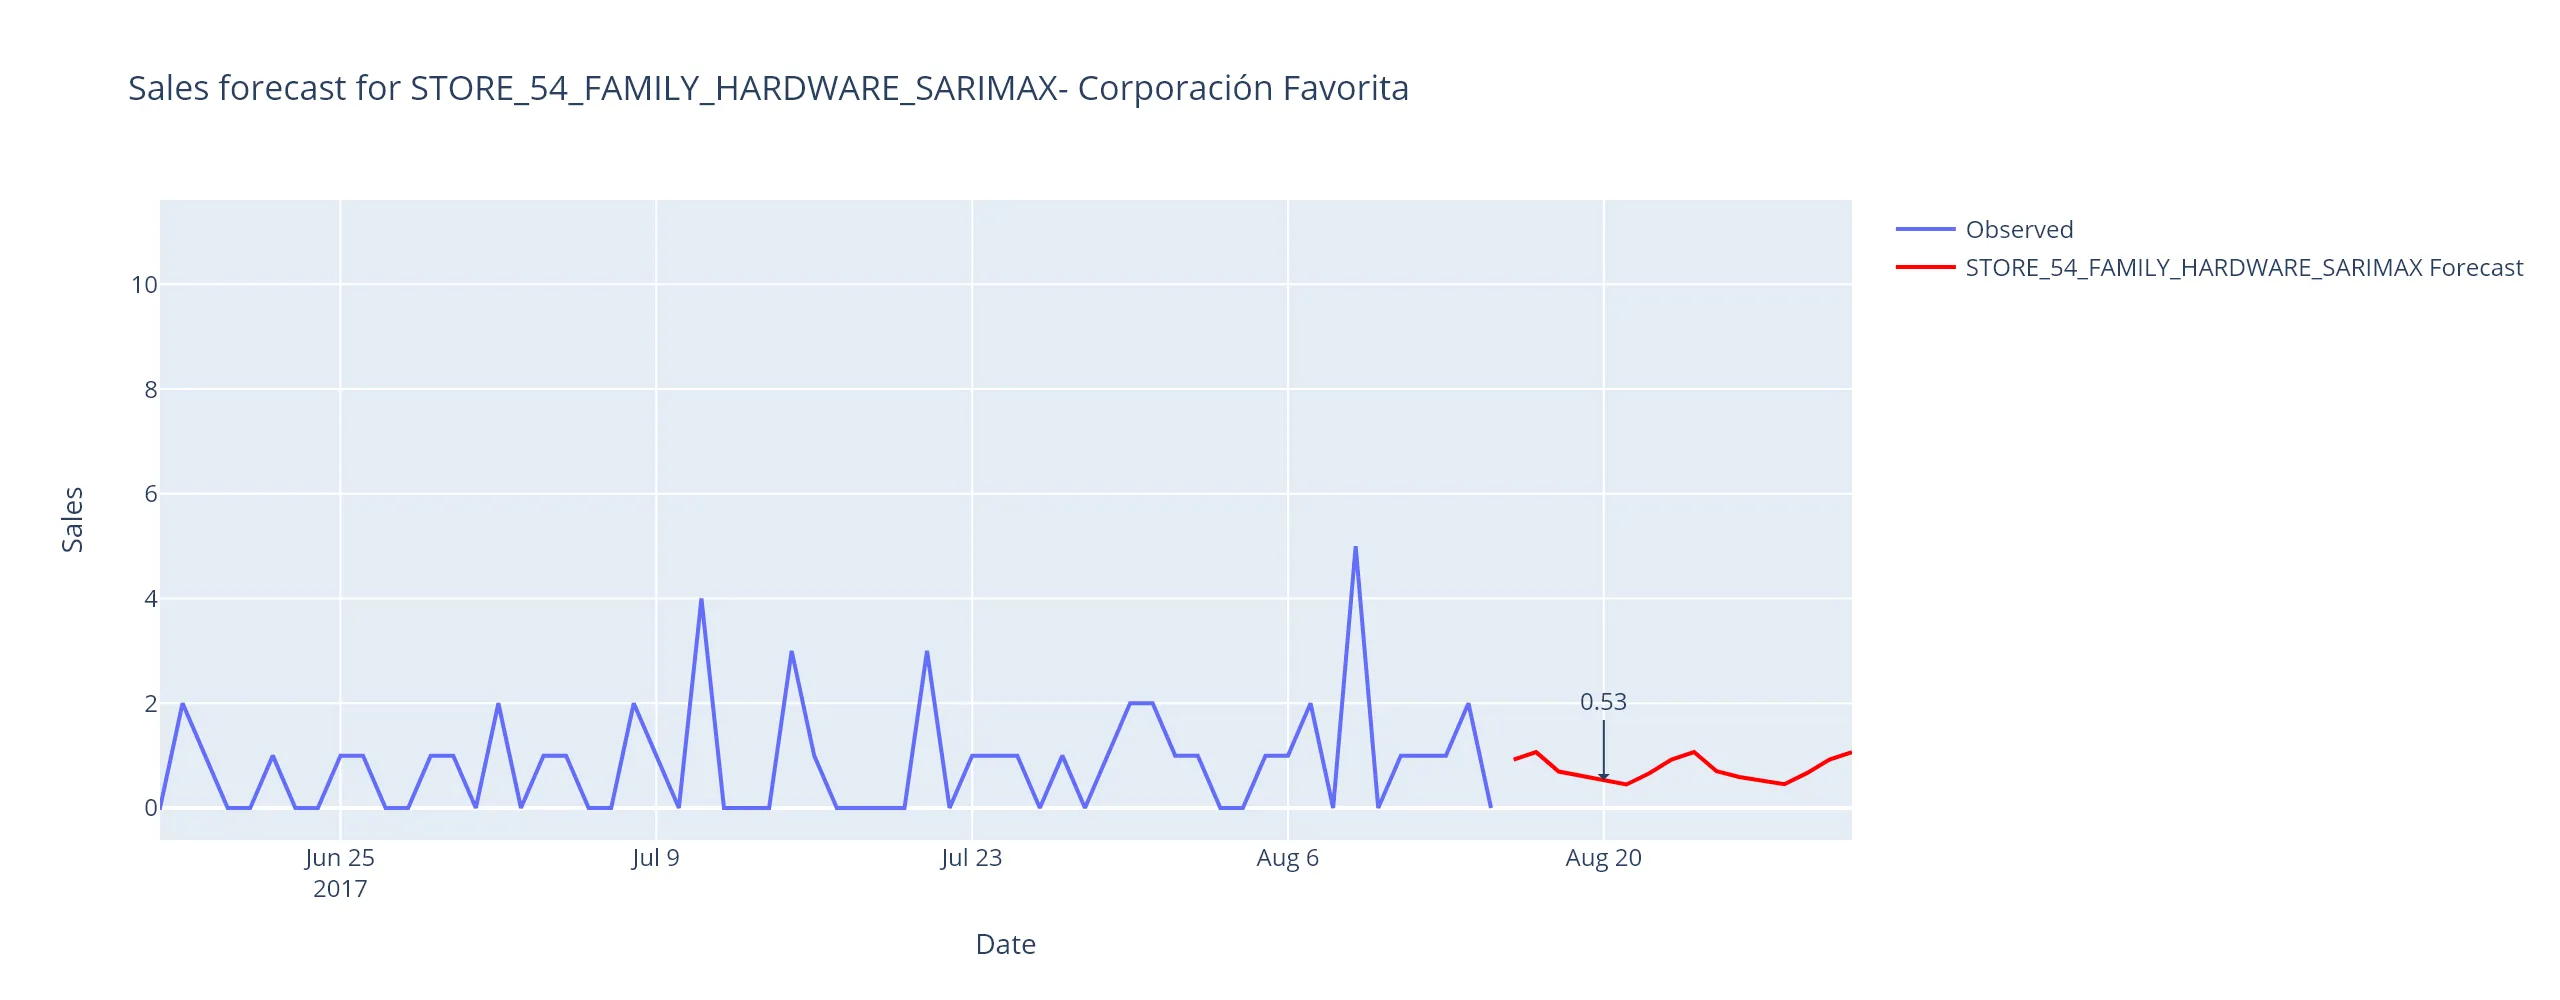 Sales forecast for STORE_54_FAMILY_HARDWARE_SARIMAX- Corporación Favorita
Observed
STORE_54_FAMILY_HARDWARE_SARIMAX Forecast
10
8
6
4
2
0
Sales
0.53
Jun 25
2017
Jul 9
Jul 23
Aug 6
Aug 20
Date